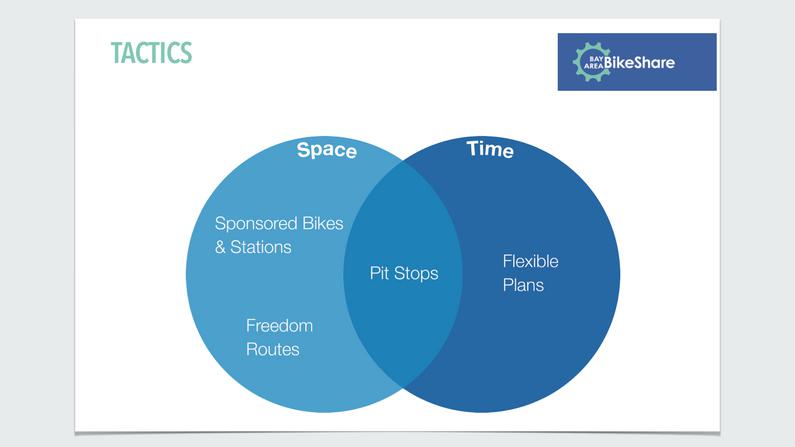 TACTICS
BAY
AREA BikeShare
Space
Time
Sponsored Bikes
& Stations
Freedom
Routes
Pit Stops
Flexible
Plans